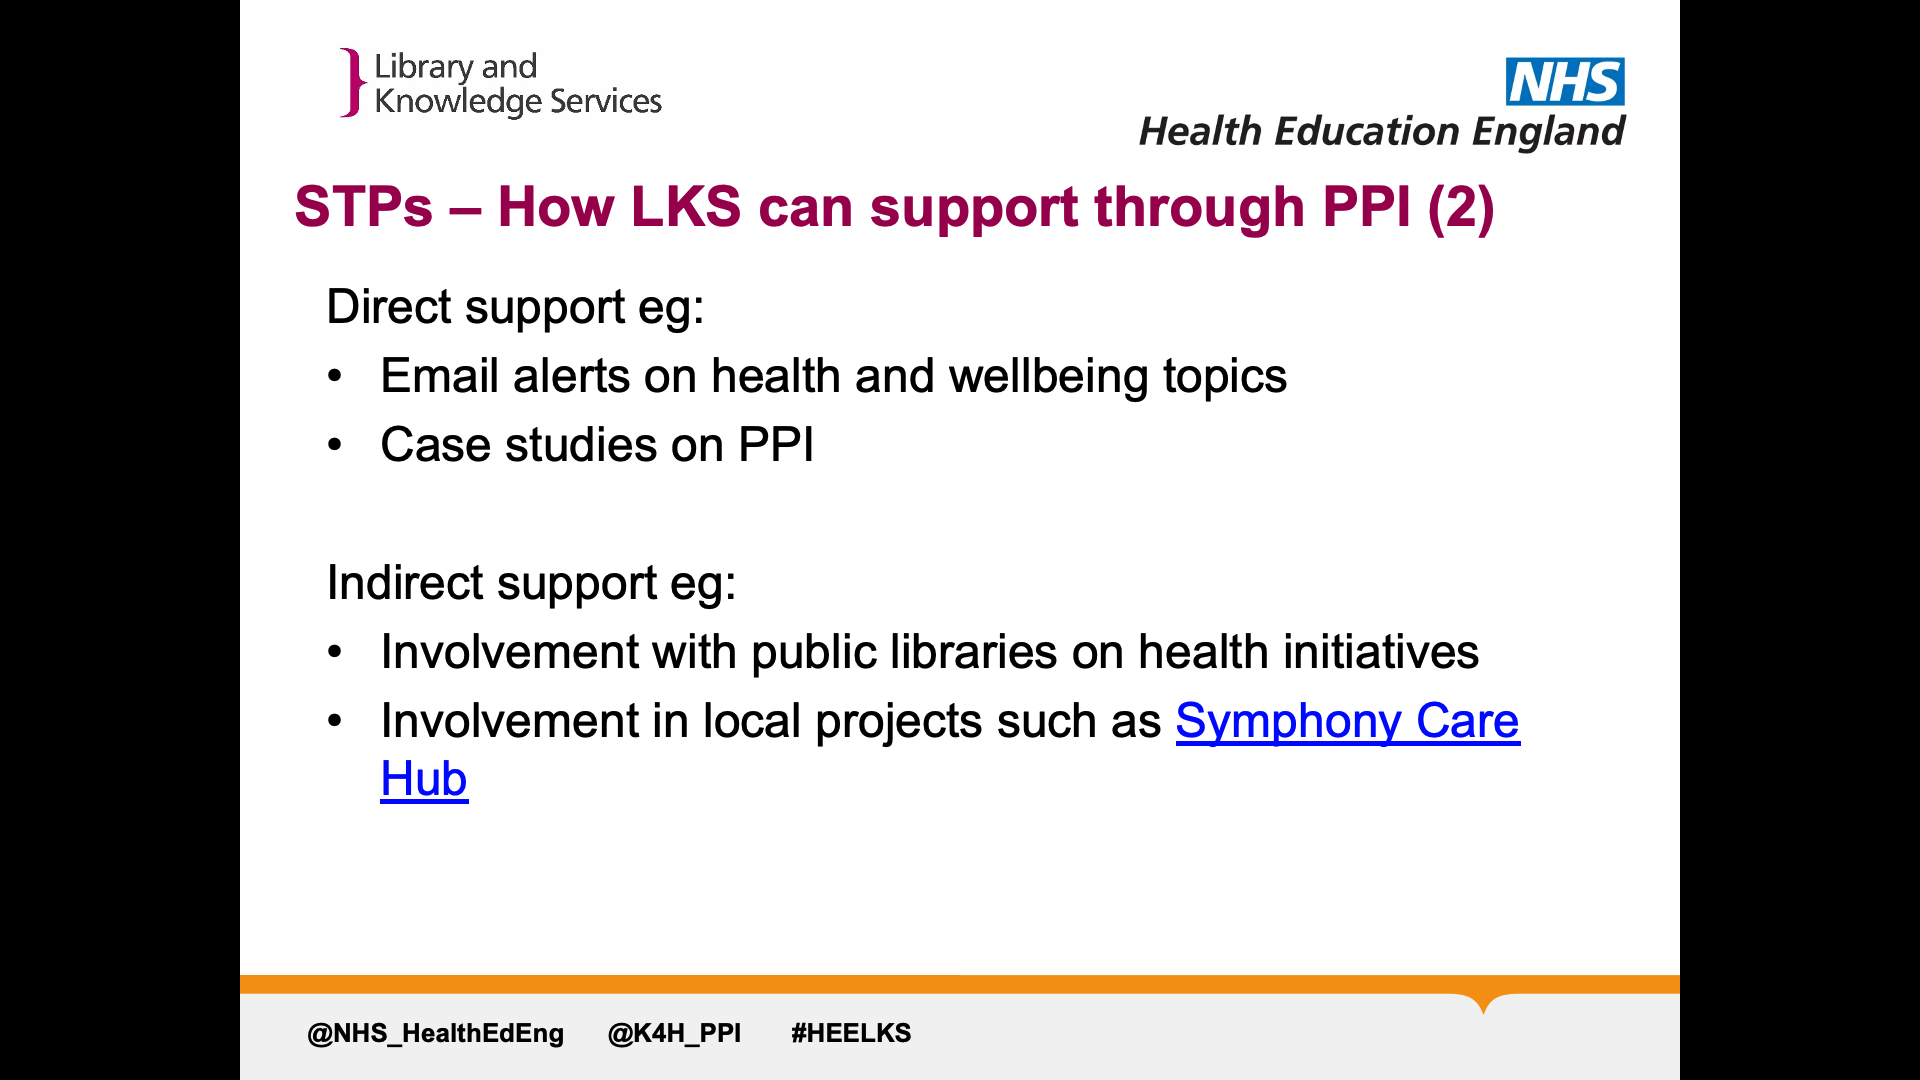 Library and
Knowledge Services
NHS
Health Education England
STPs – How LKS can support through PPI (2)
Direct support eg:
• Email alerts on health and wellbeing topics
• Case studies on PPI
Indirect support eg:
• Involvement with public libraries on health initiatives
• Involvement in local projects such as Symphony Care
Hub
@NHS_HealthEdEng @K4H_PPI #HEELKS